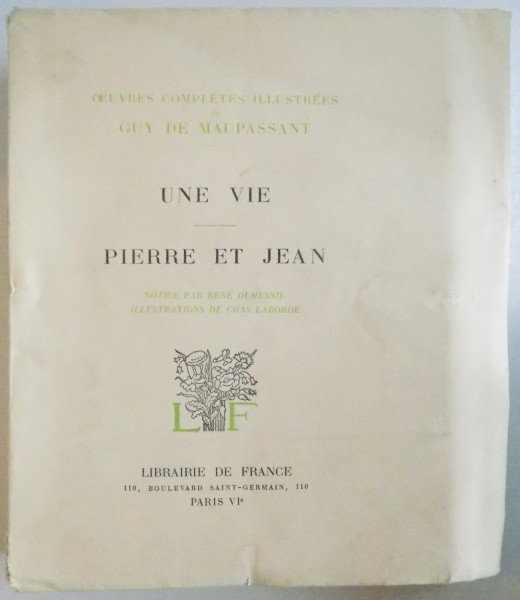 ŒUVRES COMPLÈTES ILLUSTRÉES
DE
GUY DE MAUPASSANT
UNE VIE
PIERRE ET JEAN
NOTICE PAR RENÉ DUMESNIL
ILLUSTRATIONS DE CHAS LABORDE
L F
LIBRAIRIE DE FRANCE
110, BOULEVARD SAINT-GERMAIN, 110
PARIS VIe